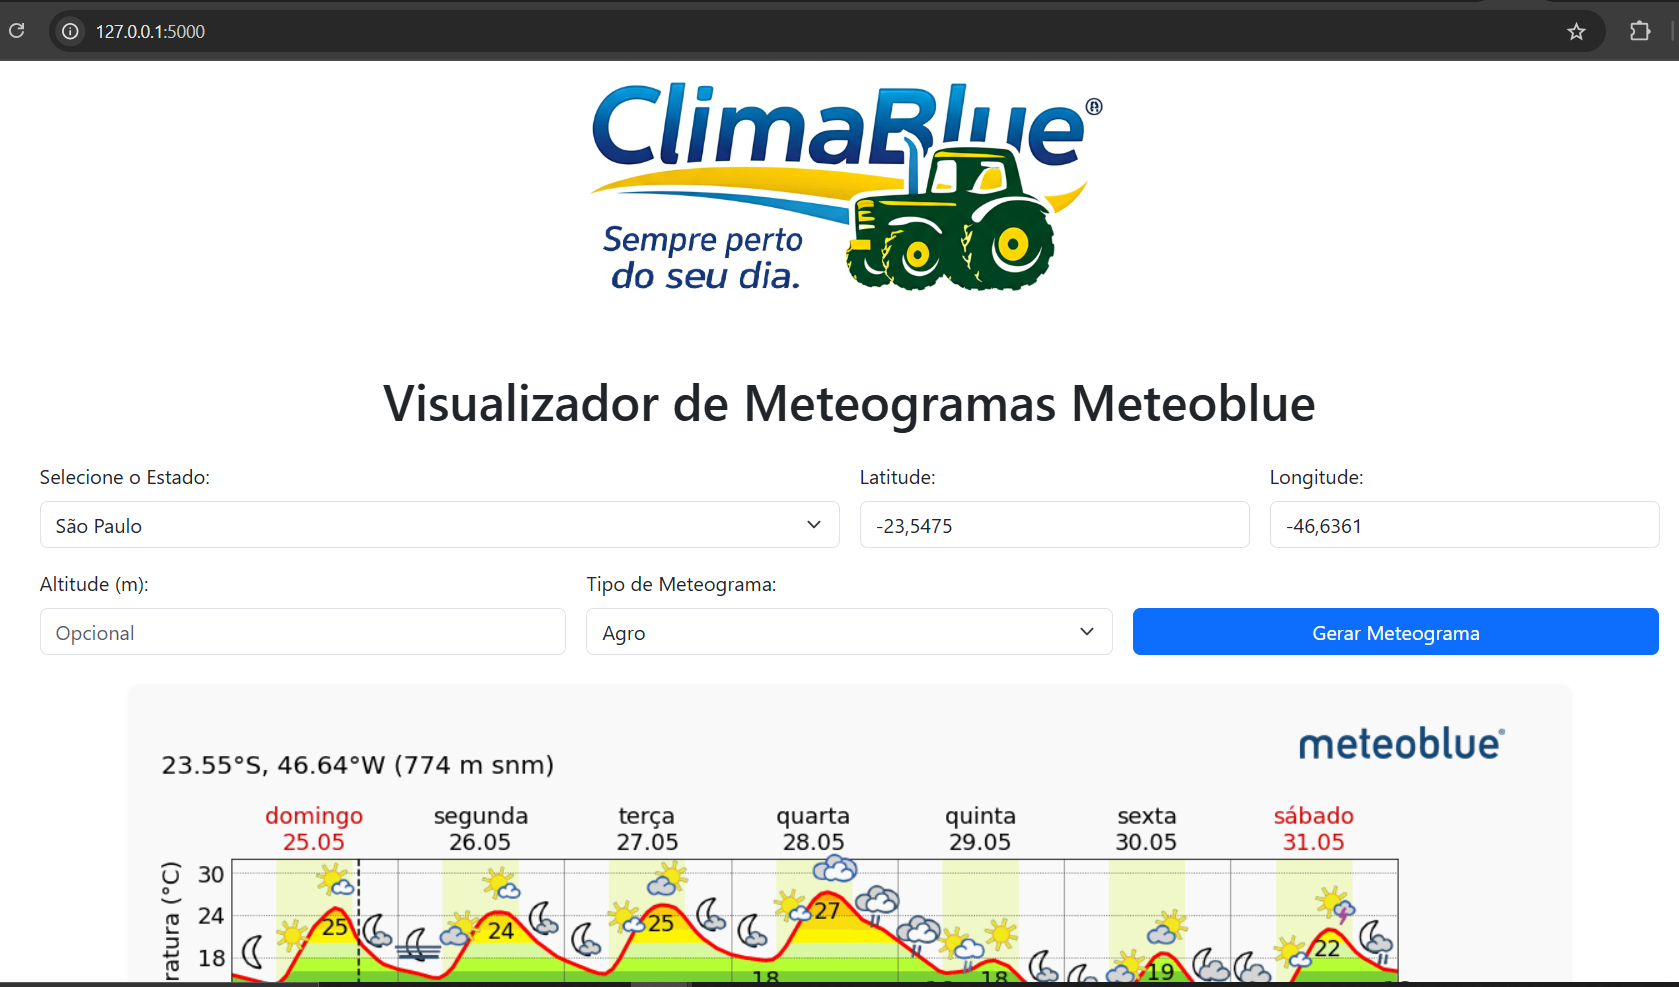 127.0.0.1:5000
ClimaBlue®
Sempre perto
do seu dia.
Visualizador de Meteogramas Meteoblue
Selecione o Estado:
Latitude:
Longitude:
São Paulo
-23,5475
-46,6361
Altitude (m):
Tipo de Meteograma:
Opcional
Agro
Gerar Meteograma
meteoblue®
23.55°S, 46.64°W (774 m snm)
domingo segunda terça quarta quinta sexta sábado
25.05 26.05 27.05 28.05 29.05 30.05 31.05
ratura (°C)
30
24
18
25 24 25 27 18 18 19 22